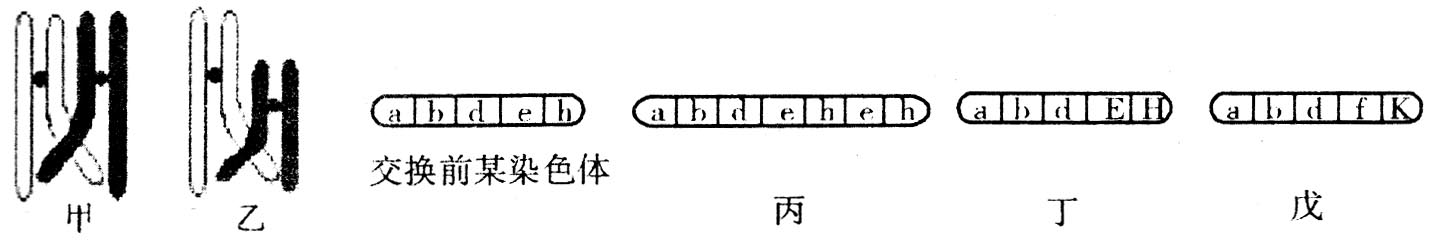 a b d e h
a b d e h e h
a b d E H
a b d f K
交换前某染色体
甲
乙
丙
丁
戊